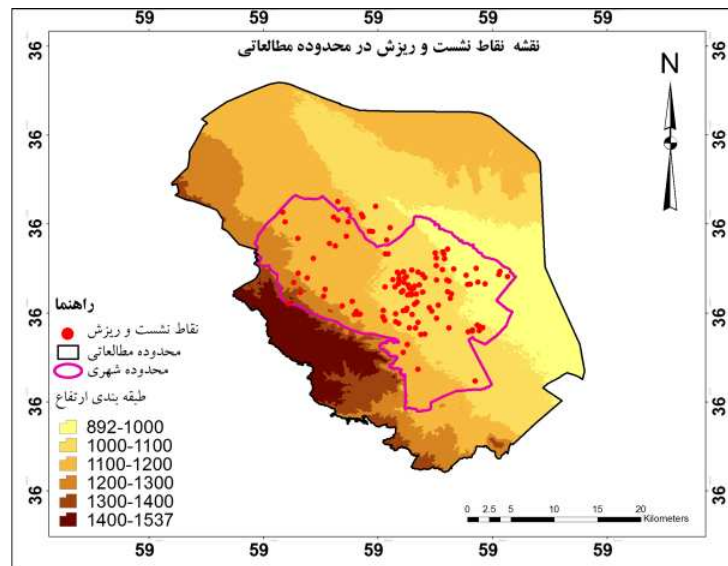 59 59 59 59 59
نقشه نقاط نشست و ریزش در محدوده مطالعاتی
N
36 36
36 36
36 36
36 36
36 36
36 36
راهنما
نقاط نشست و ریزش
محدوده مطالعاتی
محدوده شهری
طبقه بندی ارتفاع
892-1000
1000-1100
1100-1200
1200-1300
1300-1400
1400-1537
0 2.5 5 10 15 20
Kilometers
59 59 59 59 59